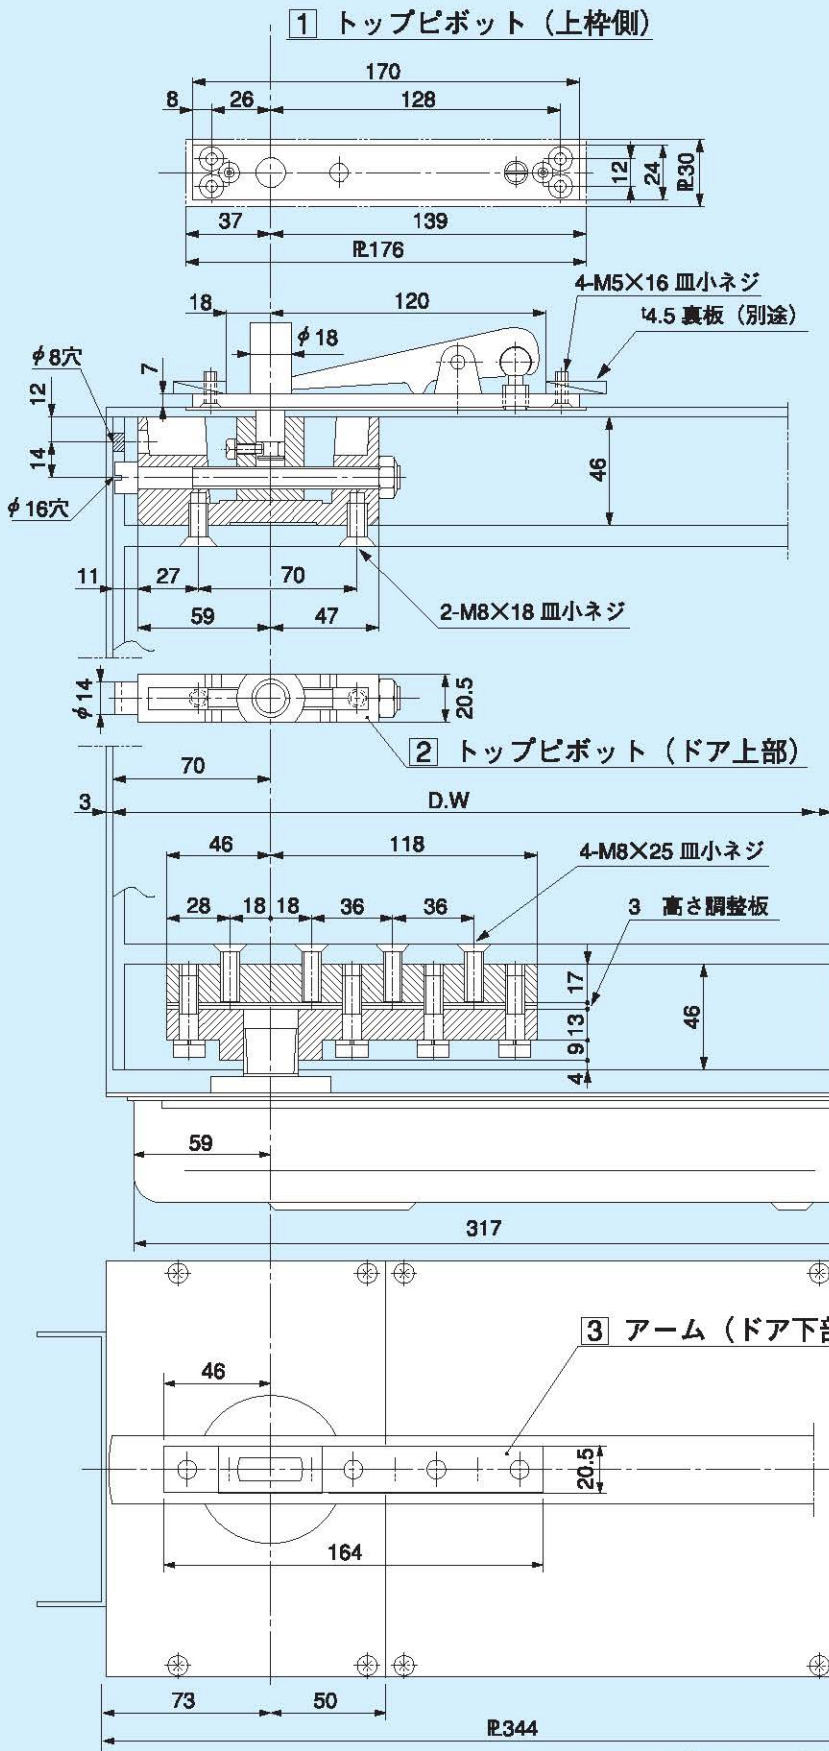 1 トップピボット（上枠側）
170
8 26 128
12 24 PL30
37 139
PL176
4-M5×16 皿小ネジ
18 120
t4.5 裏板（別途）
φ18
φ8穴
7
12
14
46
φ16穴
11 27 70
2-M8×18 皿小ネジ
59 47
φ14
20.5
2 トップピボット（ドア上部）
70
3 D.W
46 118
4-M8×25 皿小ネジ
28 18 18 36 36
3 高さ調整板
17
13
46
9
4
59
317
3 アーム（ドア下部
46
20.5
164
73 50
PL344